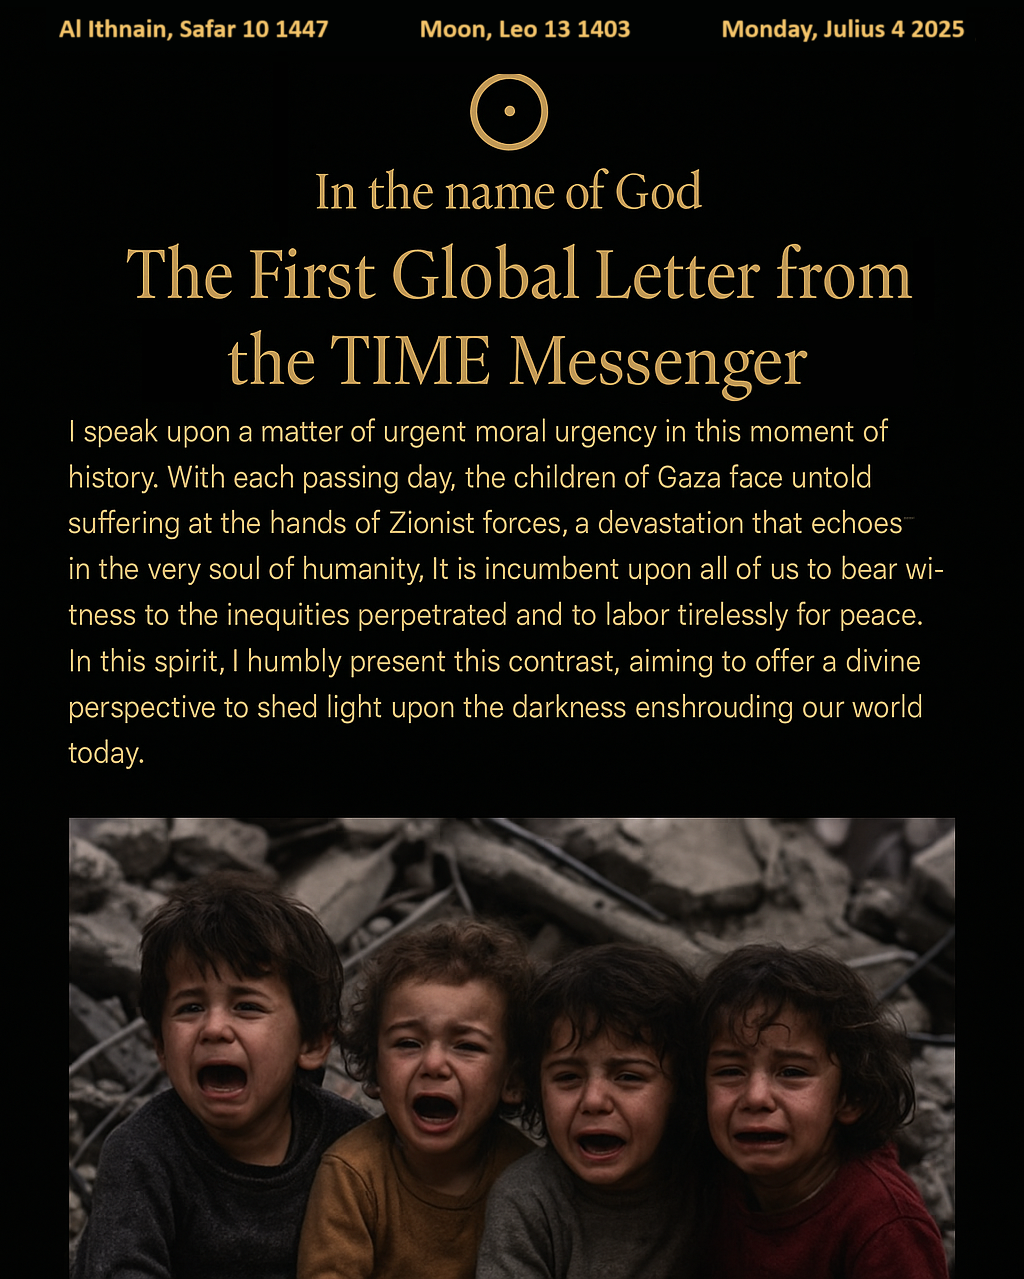 Al Ithnain, Safar 10 1447
Moon, Leo 13 1403
Monday, Julius 4 2025
In the name of God
The First Global Letter from
the TIME Messenger
I speak upon a matter of urgent moral urgency in this moment of
history. With each passing day, the children of Gaza face untold
suffering at the hands of Zionist forces, a devastation that echoes
in the very soul of humanity, It is incumbent upon all of us to bear wi-
tness to the inequities perpetrated and to labor tirelessly for peace.
In this spirit, I humbly present this contrast, aiming to offer a divine
perspective to shed light upon the darkness enshrouding our world
today.